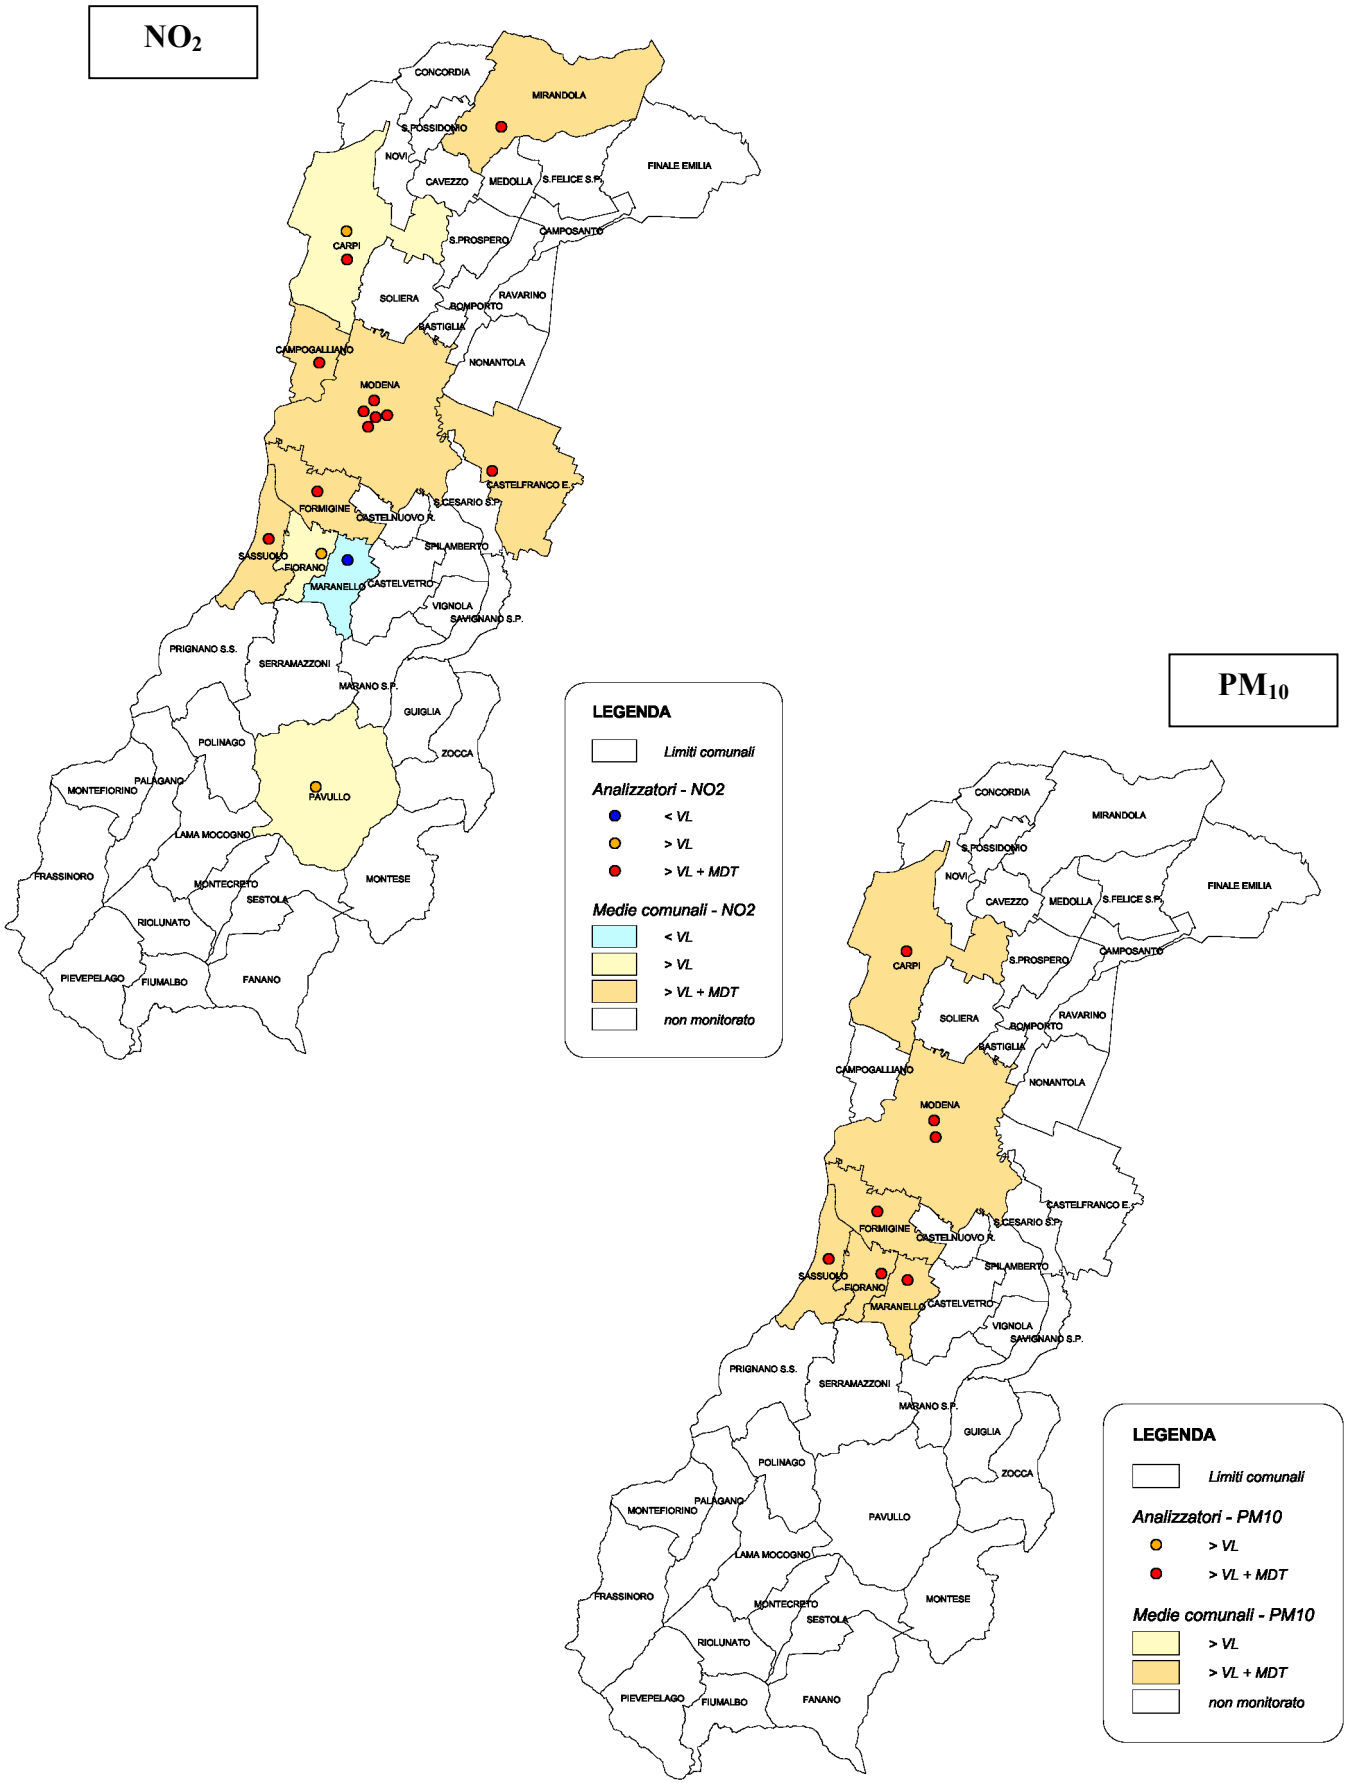 NO2
CONCORDIA
MIRANDOLA
S.POSSIDONIO
NOVI
FINALE EMILIA
CAVEZZO
MEDOLLA
S.FELICE S.P.
CARPI
S.PROSPERO
CAMPOSANTO
SOLIERA
RAVARINO
BOMPORTO
BASTIGLIA
CAMPOGALLIANO
NONANTOLA
MODENA
CASTELFRANCO E.
S.CESARIO S.P.
FORMIGINE
CASTELNUOVO R.
SPILAMBERTO
SASSUOLO
FIORANO
MARANELLO
CASTELVETRO
VIGNOLA
SAVIGNANO S.P.
PRIGNANO S.S.
SERRAMAZZONI
MARANO S.P.
GUIGLIA
POLINAGO
ZOCCA
PALAGANO
MONTEFIORINO
PAVULLO
LAMA MOCOGNO
FRASSINORO
MONTECRETO
MONTESE
SESTOLA
RIOLUNATO
PIEVEPELAGO
FIUMALBO
FANANO
LEGENDA
Limiti comunali
Analizzatori - NO2
< VL
> VL
> VL + MDT
Medie comunali - NO2
< VL
> VL
> VL + MDT
non monitorato
PM10
CONCORDIA
MIRANDOLA
S.POSSIDONIO
NOVI
FINALE EMILIA
CAVEZZO
MEDOLLA
S.FELICE S.P.
CARPI
S.PROSPERO
CAMPOSANTO
SOLIERA
RAVARINO
BOMPORTO
BASTIGLIA
CAMPOGALLIANO
NONANTOLA
MODENA
CASTELFRANCO E.
S.CESARIO S.P.
FORMIGINE
CASTELNUOVO R.
SPILAMBERTO
SASSUOLO
FIORANO
MARANELLO
CASTELVETRO
VIGNOLA
SAVIGNANO S.P.
PRIGNANO S.S.
SERRAMAZZONI
MARANO S.P.
GUIGLIA
POLINAGO
ZOCCA
PALAGANO
MONTEFIORINO
PAVULLO
LAMA MOCOGNO
FRASSINORO
MONTECRETO
MONTESE
SESTOLA
RIOLUNATO
PIEVEPELAGO
FIUMALBO
FANANO
LEGENDA
Limiti comunali
Analizzatori - PM10
> VL
> VL + MDT
Medie comunali - PM10
> VL
> VL + MDT
non monitorato